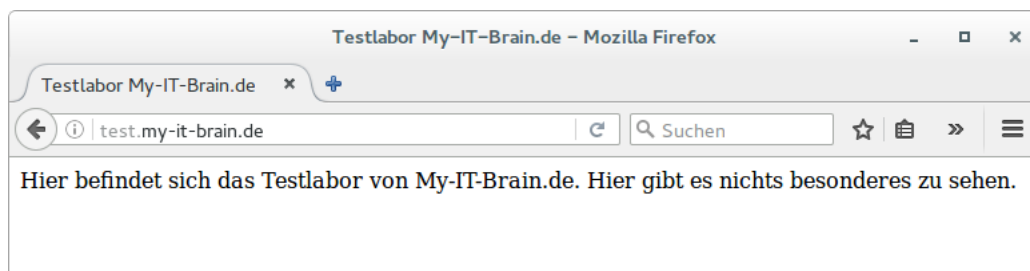 Testlabor My-IT-Brain.de - Mozilla Firefox
Testlabor My-IT-Brain.de
test.my-it-brain.de
Suchen
Hier befindet sich das Testlabor von My-IT-Brain.de. Hier gibt es nichts besonderes zu sehen.